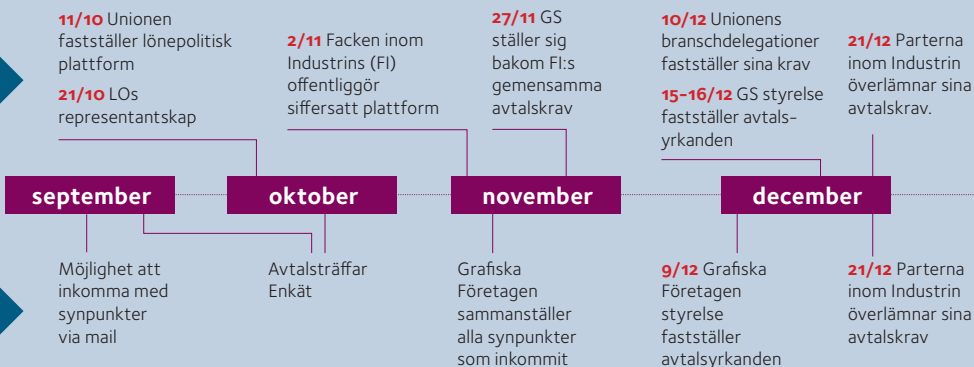 11/10 Unionen
fastställer lönepolitisk
plattform
21/10 LOs
representantskap
2/11 Facken inom
Industrins (FI)
offentliggör
siffersatt plattform
27/11 GS
ställer sig
bakom FI:s
gemensamma
avtalskrav
10/12 Unionens
branschdelegationer
fastställer sina krav
15-16/12 GS styrelse
fastställer avtals-
yrkanden
21/12 Parterna
inom Industrin
överlämnar sina
avtalskrav.
september
oktober
november
december
Möjlighet att
inkomma med
synpunkter
via mail
Avtalsträffar
Enkät
Grafiska
Företagen
sammanställer
alla synpunkter
som inkommit
9/12 Grafiska
Företagen
styrelse
fastställer
avtalsyrkanden
21/12 Parterna
inom Industrin
överlämnar sina
avtalskrav